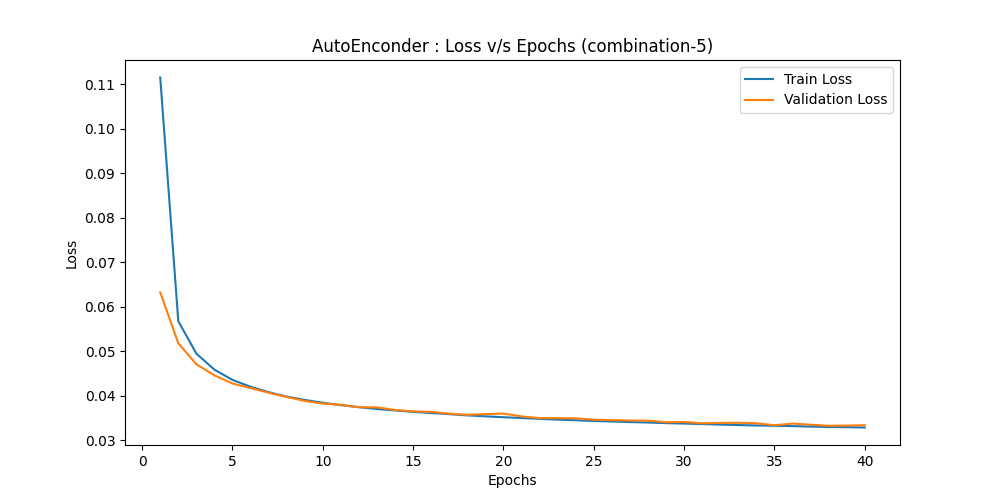 AutoEnconder : Loss v/s Epochs (combination-5)
Train Loss
Validation Loss
0.11
0.10
0.09
0.08
0.07
0.06
0.05
0.04
0.03
Loss
0 5 10 15 20 25 30 35 40
Epochs